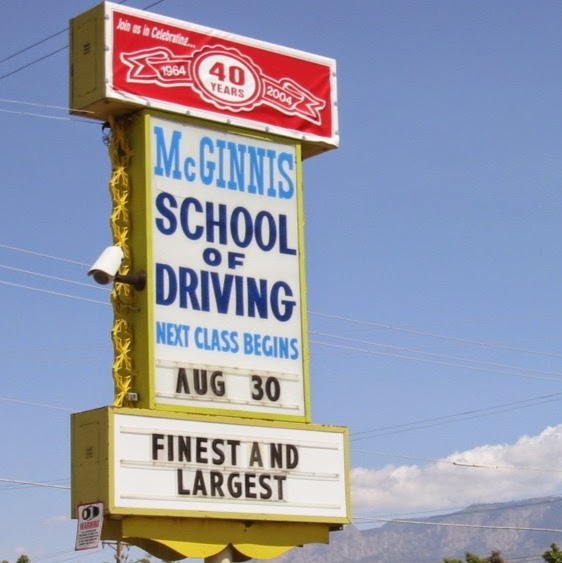 Join us in Celebrating...
1964 40 2004
YEARS
McGINNIS
SCHOOL
OF
DRIVING
NEXT CLASS BEGINS
AUG 30
FINEST AND
LARGEST
WARNING